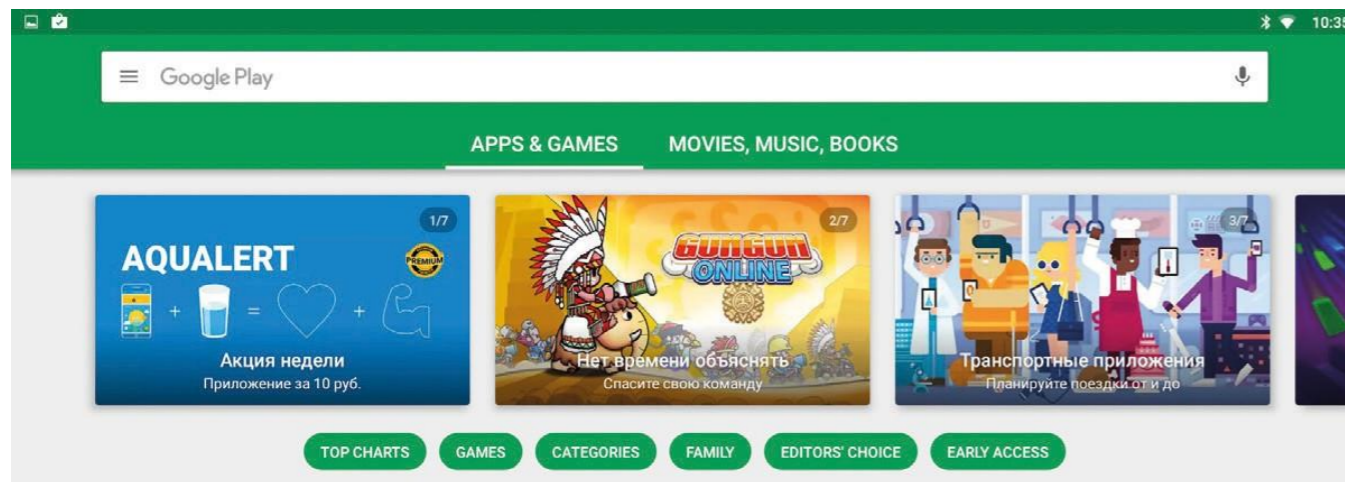 10:35
Google Play
APPS & GAMES MOVIES, MUSIC, BOOKS
1/7
AQUALERT
PREMIUM
+ = +
Акция недели
Приложение за 10 руб.
2/7
GUNGUN
ONLINE
Нет времени объяснять
Спасите свою команду
3/7
Транспортные приложения
Планируйте поездки от и до
TOP CHARTS GAMES CATEGORIES FAMILY EDITORS' CHOICE EARLY ACCESS